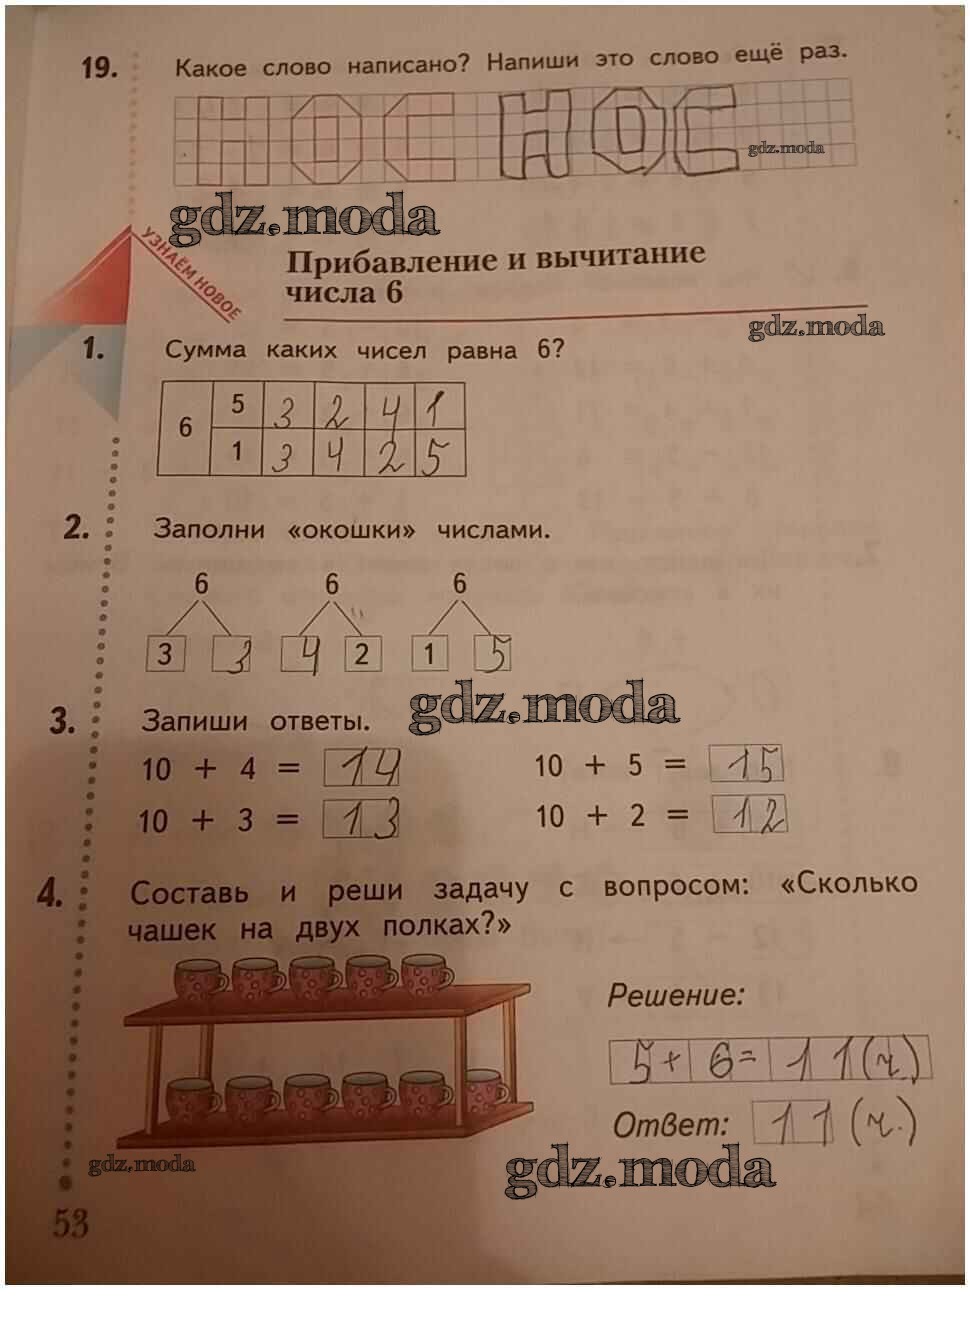 19. Какое слово написано? Напиши это слово ещё раз.
НОС НОС
gdz.moda
gdz.moda
УЗНАЁМ НОВОЕ
Прибавление и вычитание
числа 6
gdz.moda
1. Сумма каких чисел равна 6?
6 5 3 2 4 1
1 3 4 2 5
2. Заполни «окошки» числами.
6 6 6
3 3 4 2 1 5
gdz.moda
3. Запиши ответы.
10 + 4 = 14 10 + 5 = 15
10 + 3 = 13 10 + 2 = 12
4. Составь и реши задачу с вопросом: «Сколько
чашек на двух полках?»
Решение:
5+ 6= 11(ч.)
Ответ: 11 (ч.)
gdz.moda
gdz.moda
53